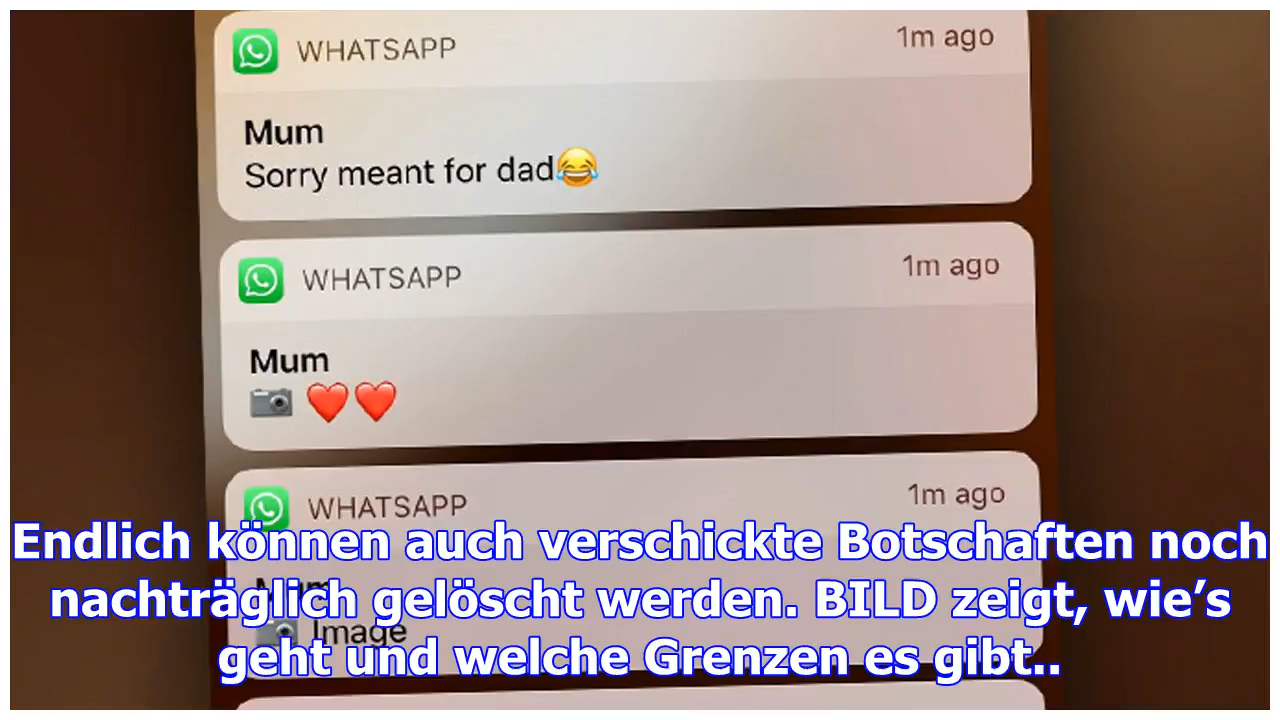 WHATSAPP 1m ago
Mum
Sorry meant for dad😂
WHATSAPP 1m ago
Mum
📷 ❤️❤️
WHATSAPP 1m ago
Mum
📷 Image
Endlich können auch verschickte Botschaften noch
nachträglich gelöscht werden. BILD zeigt, wie’s
geht und welche Grenzen es gibt..